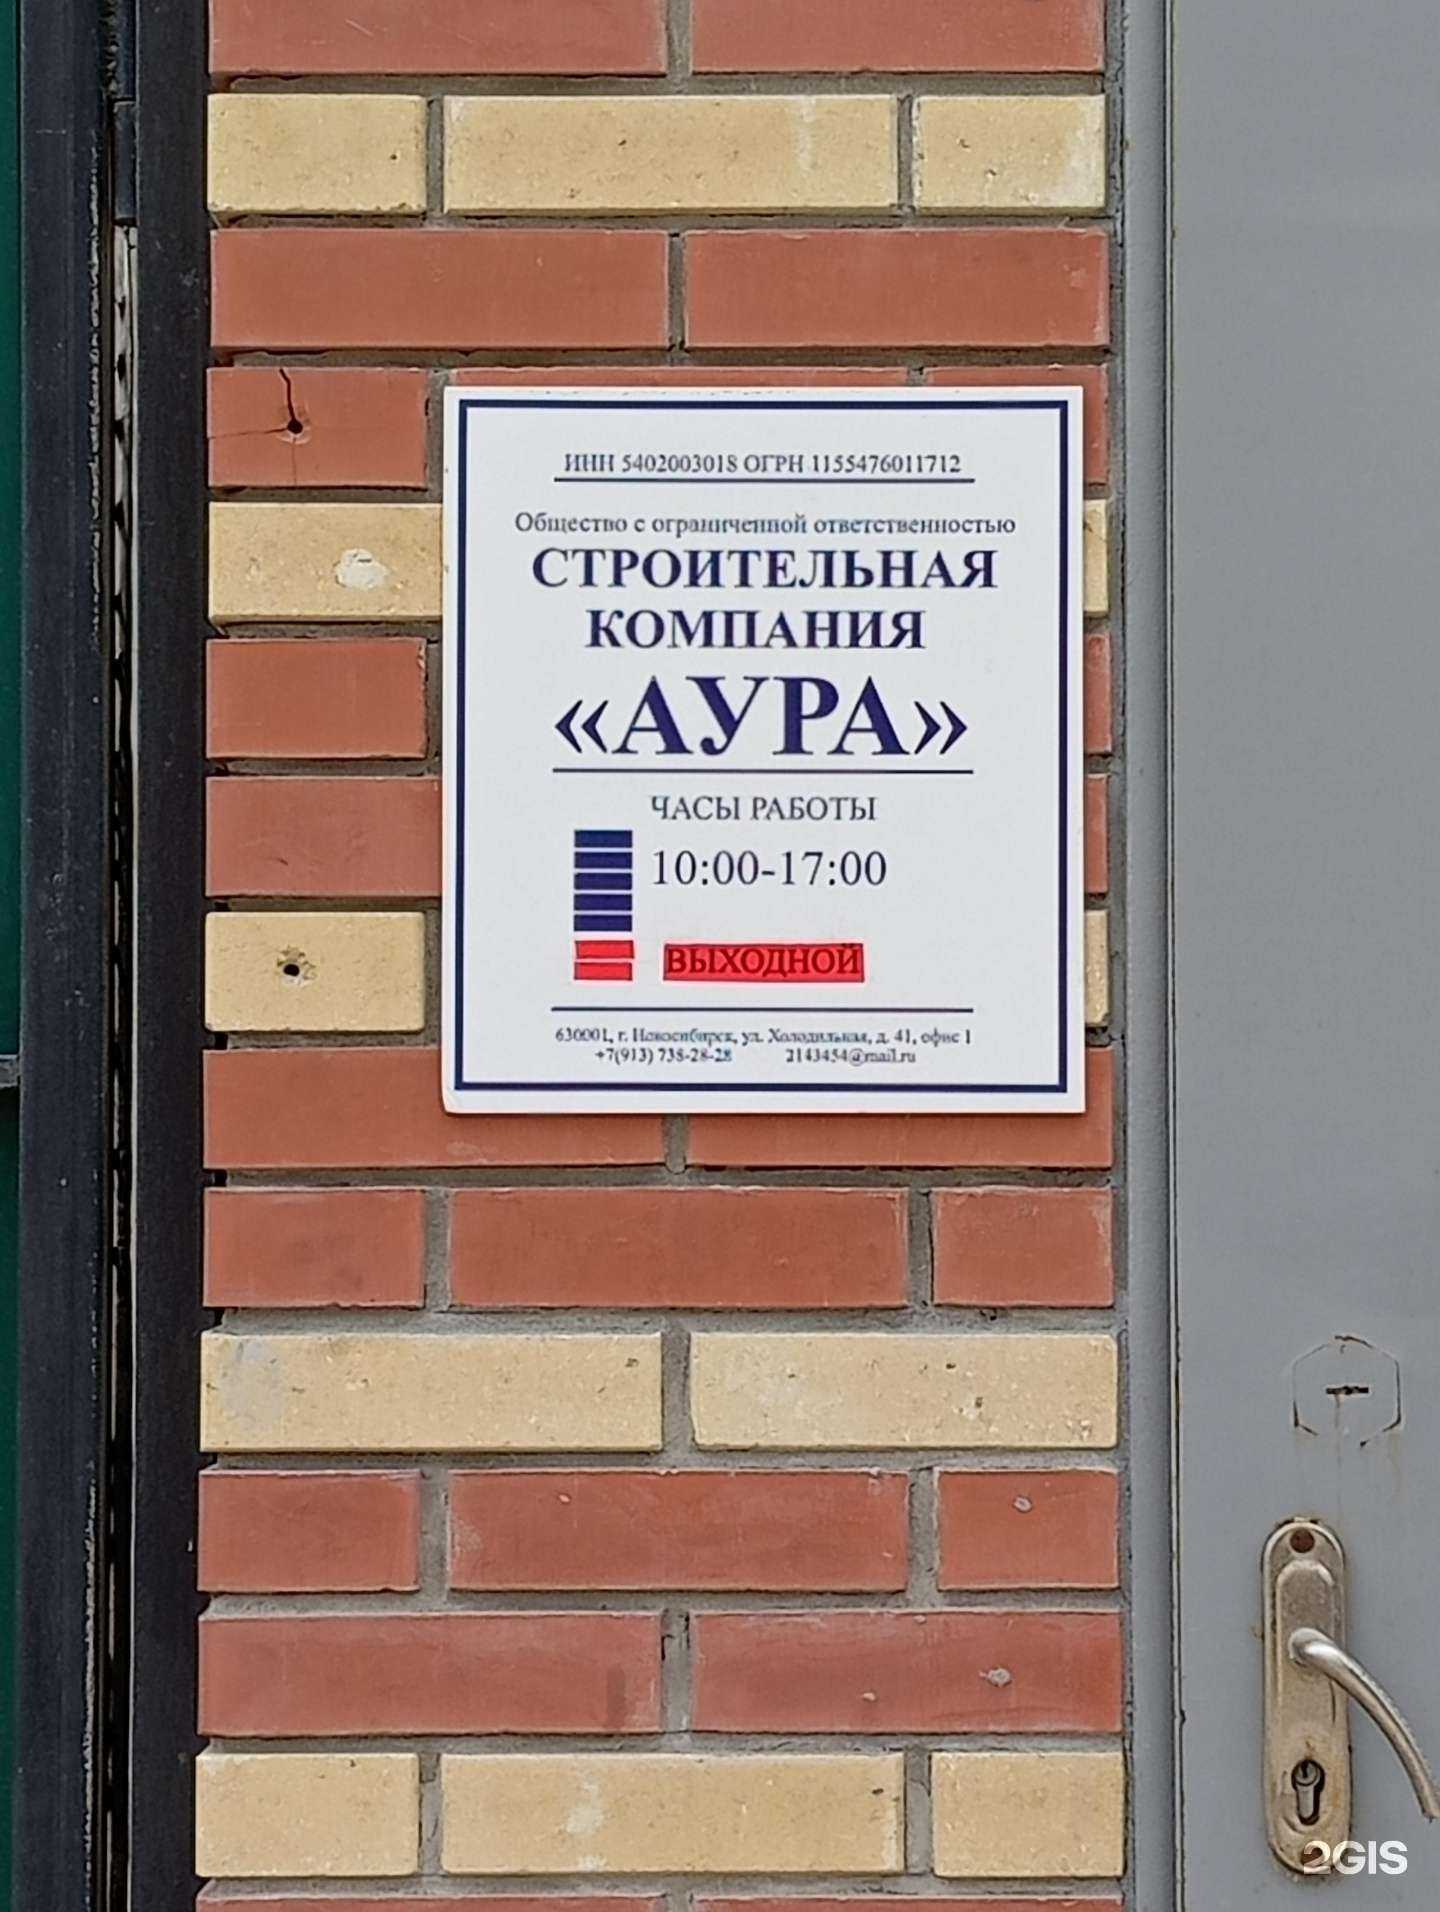 ИНН 5402003018 ОГРН 1155476011712
Общество с ограниченной ответственностью
СТРОИТЕЛЬНАЯ
КОМПАНИЯ
«АУРА»
ЧАСЫ РАБОТЫ
10:00-17:00
ВЫХОДНОЙ
630001, г. Новосибирск, ул. Холодильная, д. 41, офис 1
+7(913) 738-28-28 2143454@mail.ru
2GIS